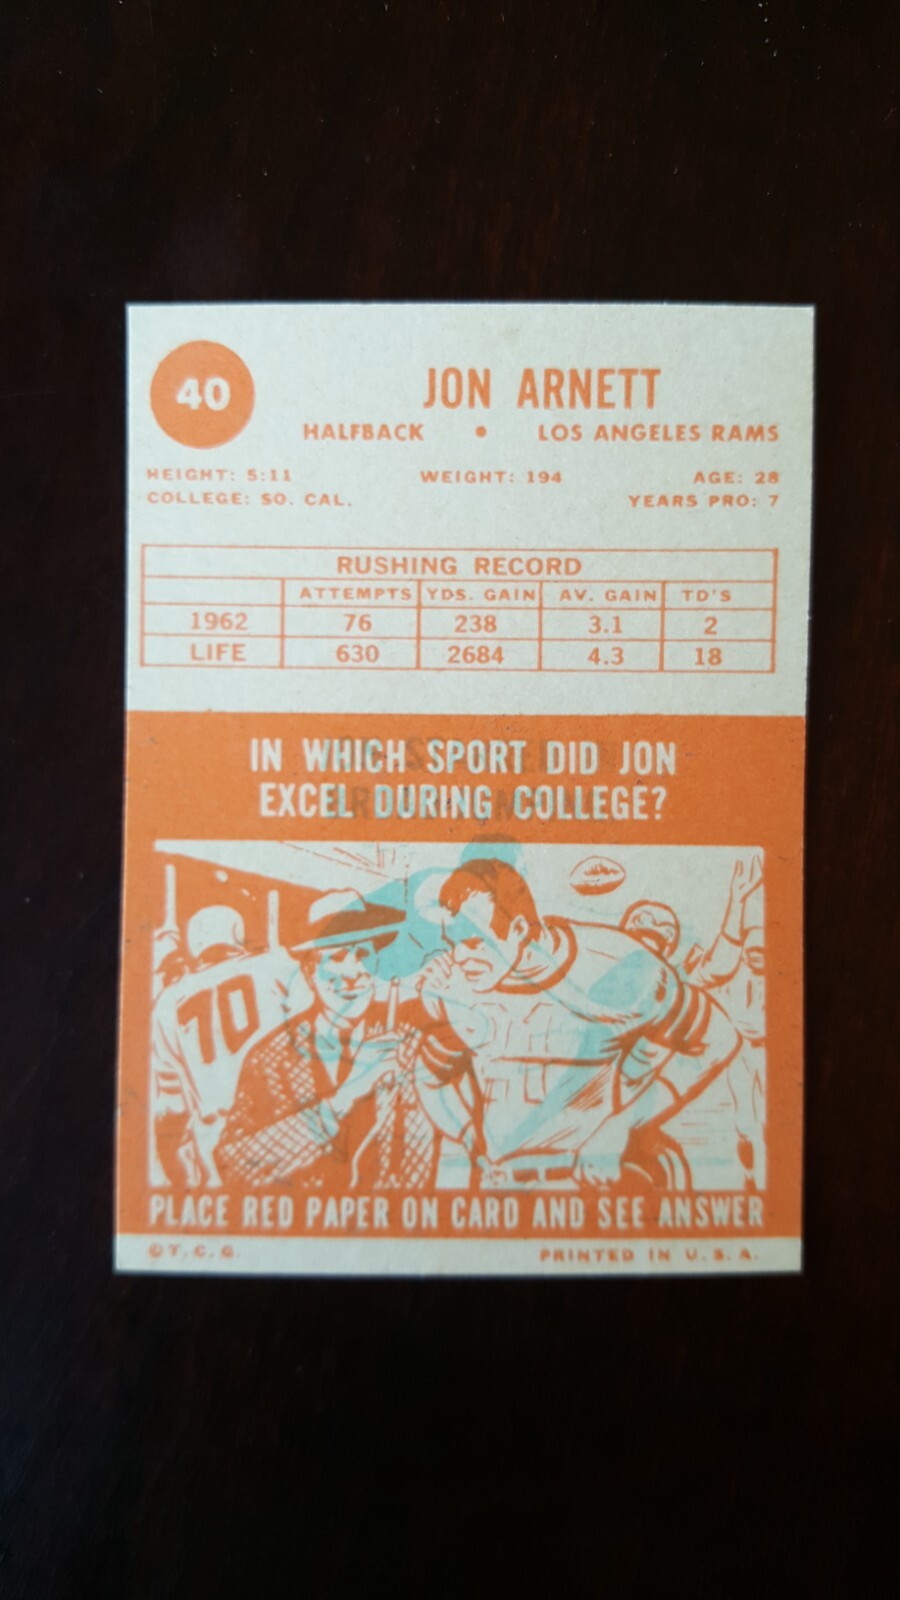 40
JON ARNETT
HALFBACK • LOS ANGELES RAMS
HEIGHT: 5:11 WEIGHT: 194 AGE: 28
COLLEGE: SO. CAL. YEARS PRO: 7
RUSHING RECORD
ATTEMPTS YDS. GAIN AV. GAIN TD'S
1962 76 238 3.1 2
LIFE 630 2684 4.3 18
IN WHICH SPORT DID JON
EXCEL DURING COLLEGE?
70
PLACE RED PAPER ON CARD AND SEE ANSWER
©T.C.G. PRINTED IN U.S.A.